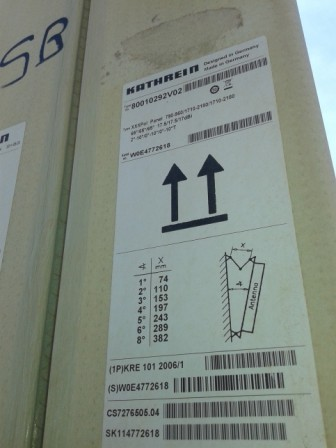 SB
KATHREIN
Designed in Germany
Made in Germany
80010292V02
W0E4772618
X
mm
1° 74
2° 110
3° 153
4° 197
5° 243
6° 289
8° 382
X
Antenna
(1P)KRE 101 2006/1
(S)W0E4772618
CS7276505.04
SK114772618